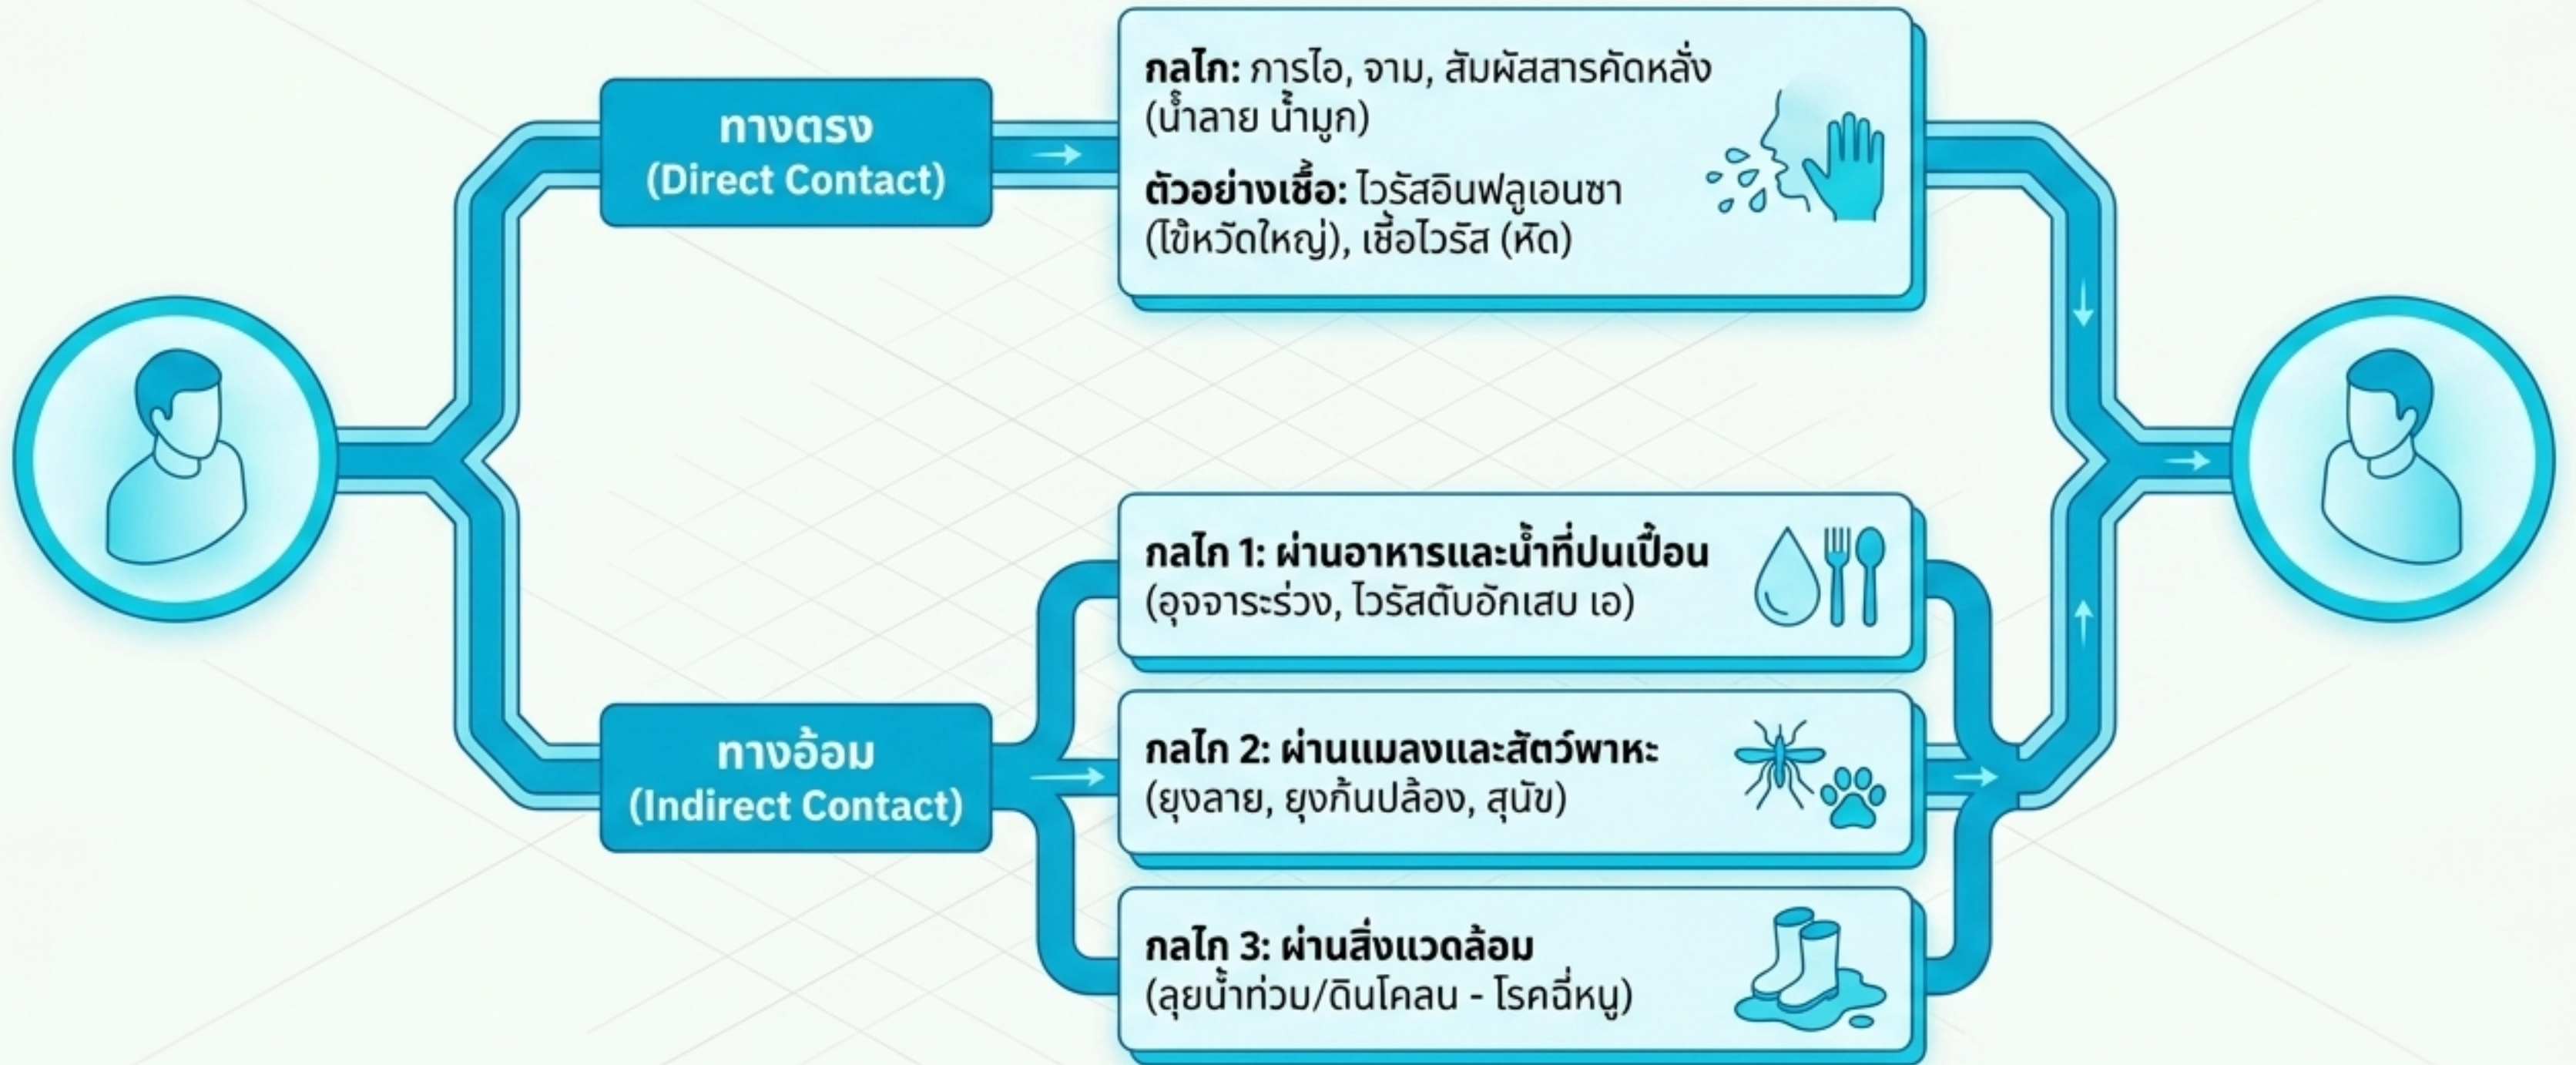 ทางตรง
(Direct Contact)
กลไก: การไอ, จาม, สัมผัสสารคัดหลั่ง
(น้ำลาย น้ำมูก)
ตัวอย่างเชื้อ: ไวรัสอินฟลูเอนซา
(ไข้หวัดใหญ่), เชื้อไวรัส (หัด)
ทางอ้อม
(Indirect Contact)
กลไก 1: ผ่านอาหารและน้ำที่ปนเปื้อน
(อุจจาระร่วง, ไวรัสตับอักเสบ เอ)
กลไก 2: ผ่านแมลงและสัตว์พาหะ
(ยุงลาย, ยุงก้นปล้อง, สุนัข)
กลไก 3: ผ่านสิ่งแวดล้อม
(ลุยน้ำท่วม/ดินโคลน - โรคฉี่หนู)